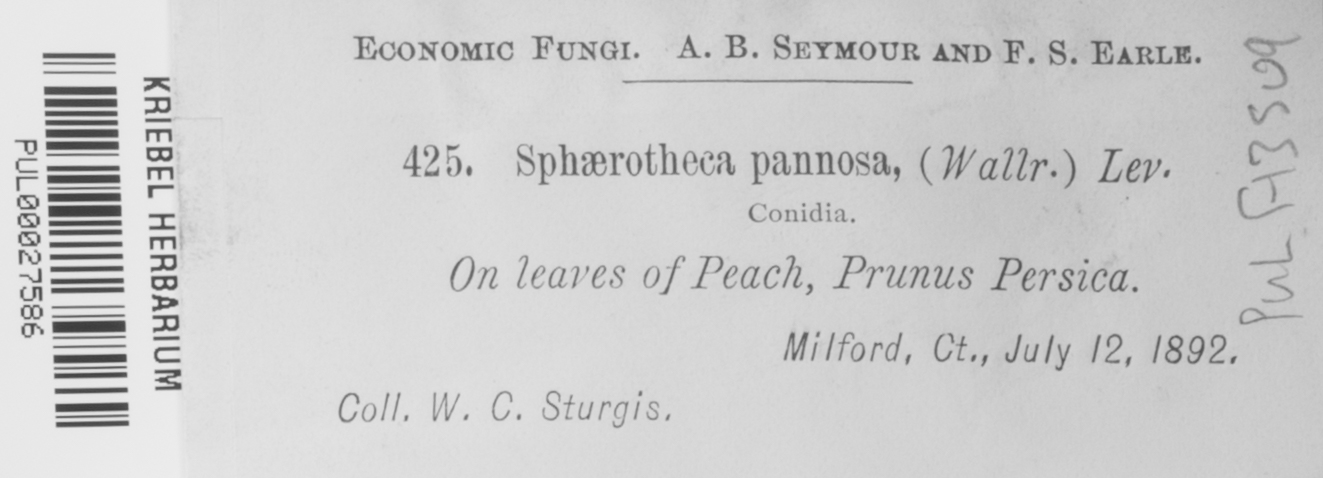 ECONOMIC FUNGI. A. B. SEYMOUR AND F. S. EARLE.
425. Sphærotheca pannosa, (Wallr.) Lev.
Conidia.
On leaves of Peach, Prunus Persica.
Milford, Ct., July 12, 1892.
Coll. W. C. Sturgis.
KRIEBEL HERBARIUM
PUL00027586
PUL